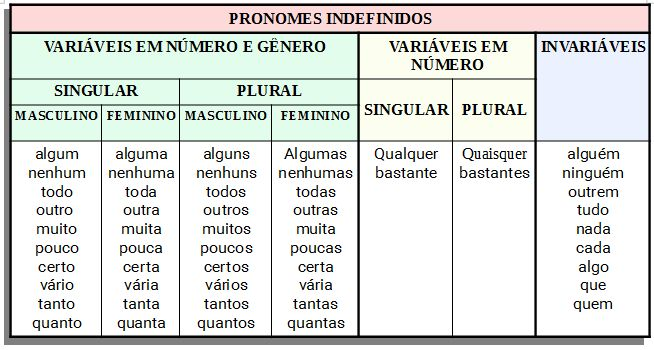 PRONOMES INDEFINIDOS
VARIÁVEIS EM NÚMERO E GÊNERO VARIÁVEIS EM NÚMERO INVARIÁVEIS
SINGULAR PLURAL SINGULAR PLURAL
MASCULINO FEMININO MASCULINO FEMININO
algum alguma alguns Algumas Qualquer Quaisquer alguém
nenhum nenhuma nenhuns nenhumas bastante bastantes ninguém
todo toda todos todas outrem
outro outra outros outras tudo
muito muita muitos muita nada
pouco pouca poucos poucas cada
certo certa certos certa algo
vário vária vários vária que
tanto tanta tantos tantas quem
quanto quanta quantos quantas